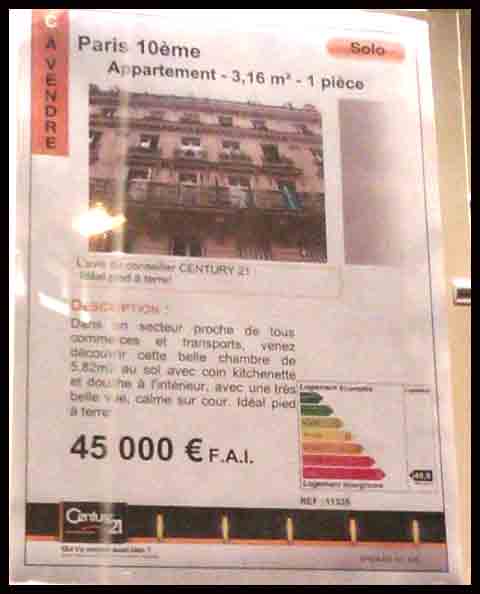 C
À VENDRE
Paris 10ème
Solo
Appartement - 3,16 m² - 1 pièce
L'avis du conseiller CENTURY 21
Idéal pied à terre!
DESCRIPTION :
Dans un secteur proche de tous
commerces et transports, venez
découvrir cette belle chambre de
5,82m² au sol avec coin kitchenette
et douche à l'intérieur, avec une très
belle vue, calme sur cour. Idéal pied
à terre
45 000 € F.A.I.
Logement économe
Logement énergivore
REF : 11335
Century
21